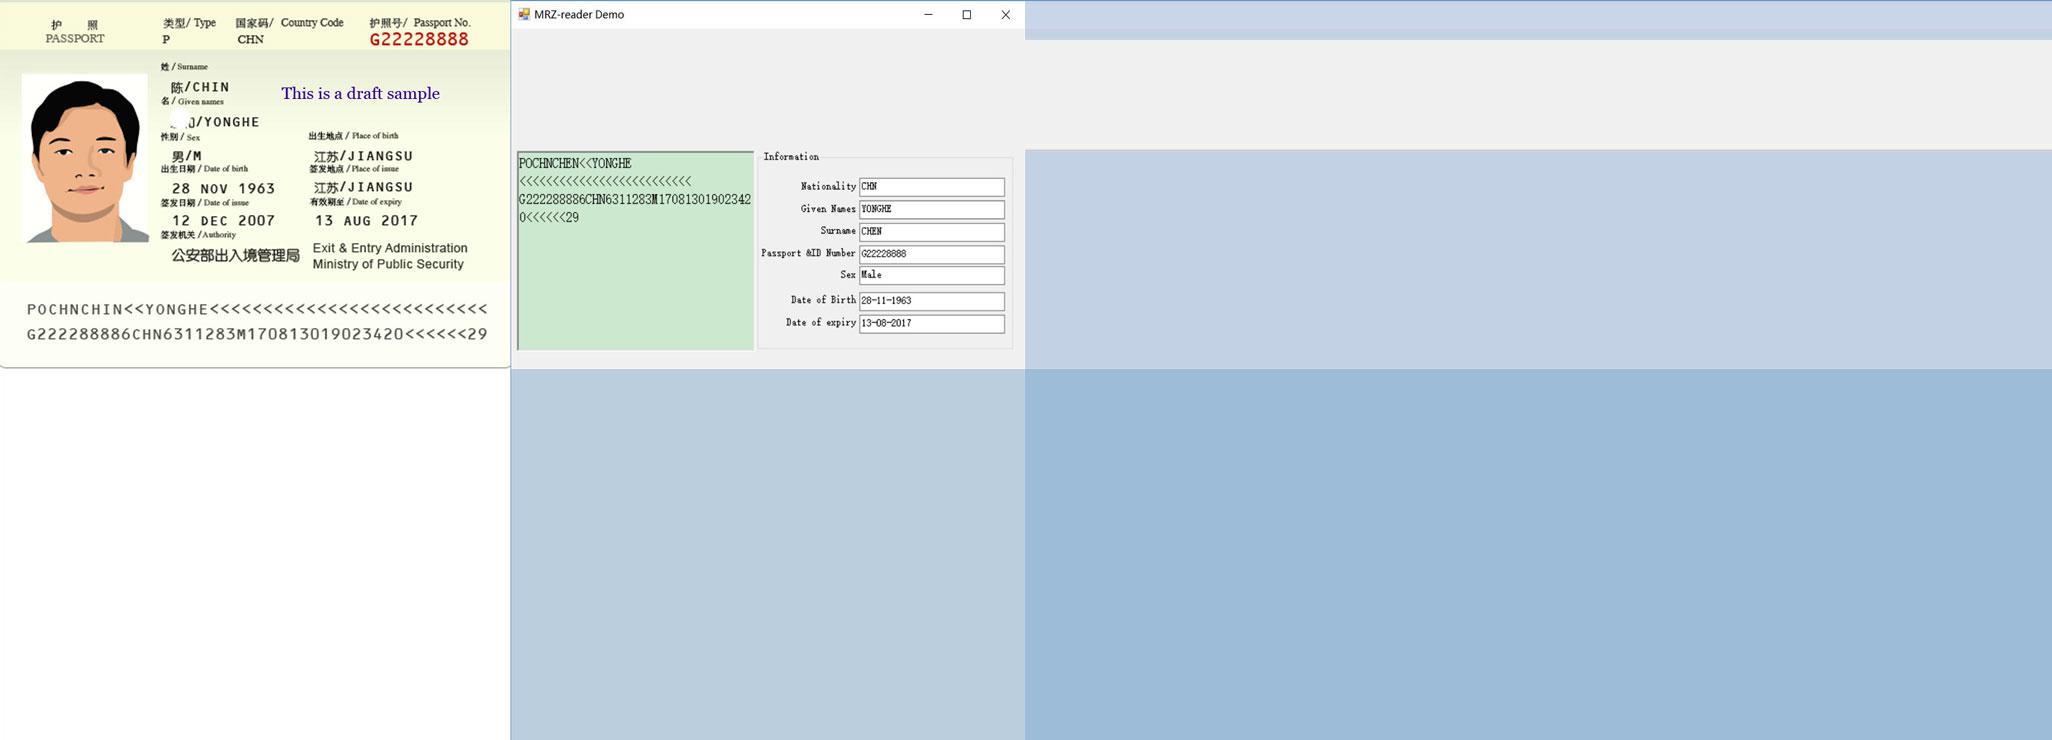 护 照
PASSPORT
类型/ Type
P
国家码/ Country Code
CHN
护照号/ Passport No.
G22228888
姓 / Surname
陈/CHIN
名 / Given names
/YONGHE
This is a draft sample
性别 / Sex
男/M
出生地点 / Place of birth
江苏/JIANGSU
出生日期 / Date of birth
28 NOV 1963
签发地点 / Place of issue
江苏/JIANGSU
签发日期 / Date of issue
12 DEC 2007
有效期至 / Date of expiry
13 AUG 2017
签发机关 /Authority
公安部出入境管理局
Exit & Entry Administration
Ministry of Public Security
POCHNCHIN<<YONGHE<<<<<<<<<<<<<<<<<<<<<<<<<<<
G222288886CHN6311283M1708130190234​20<<<<<<29
MRZ-reader Demo
POCHNCHEN<<YONGHE
<<<<<<<<<<<<<<<<<<<<<<<<<<
G222288886CHN6311283M17081301902342
0<<<<<<29
Information
Nationality CHN
Given Names YONGHE
Surname CHEN
Passport &ID Number G22228888
Sex Male
Date of Birth 28-11-1963
Date of expiry 13-08-2017